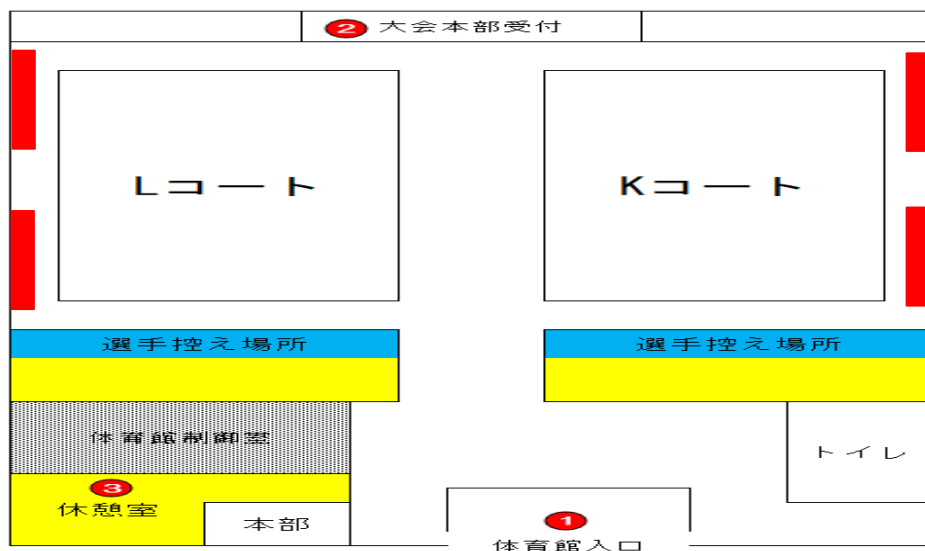 2 大会本部受付
Lコート
Kコート
選手控え場所
選手控え場所
体育館制御室
トイレ
3
休憩室
本部
1
体育館入口